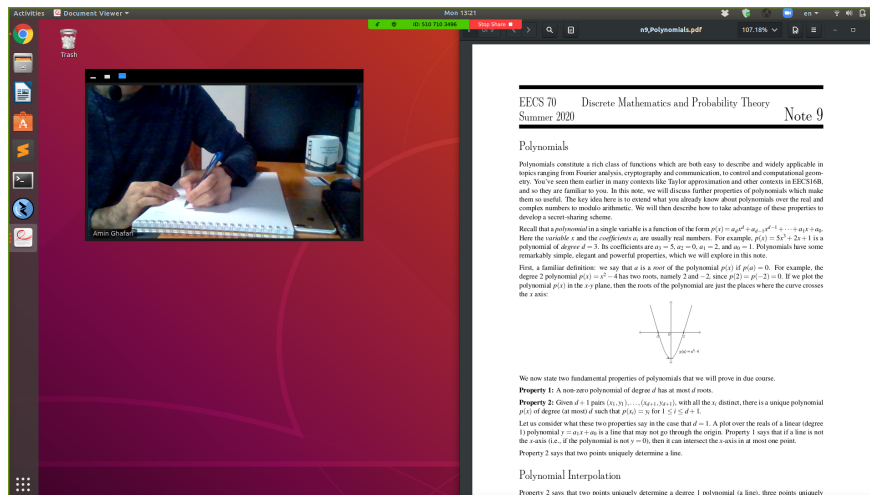 Activities Document Viewer
Mon 13:21
en
ID: 510 710 3496 Stop Share
of 9
n9,Polynomials.pdf
107.18%
Trash
Amin Ghafari
EECS 70 Discrete Mathematics and Probability Theory
Summer 2020 Note 9
Polynomials
Polynomials constitute a rich class of functions which are both easy to describe and widely applicable in
topics ranging from Fourier analysis, cryptography and communication, to control and computational geom-
etry. You've seen them earlier in many contexts like Taylor approximation and other contexts in EECS16B,
and so they are familiar to you. In this note, we will discuss further properties of polynomials which make
them so useful. The key idea here is to extend what you already know about polynomials over the real and
complex numbers to modulo arithmetic. We will then describe how to take advantage of these properties to
develop a secret-sharing scheme.
Recall that a polynomial in a single variable is a function of the form p(x) = a_d x^d + a_{d−1} x^{d−1} + ··· + a_1 x + a_0.
Here the variable x and the coefficients a_i are usually real numbers. For example, p(x) = 5x^3 + 2x + 1 is a
polynomial of degree d = 3. Its coefficients are a_3 = 5, a_2 = 0, a_1 = 2, and a_0 = 1. Polynomials have some
remarkably simple, elegant and powerful properties, which we will explore in this note.
First, a familiar definition: we say that a is a root of the polynomial p(x) if p(a) = 0. For example, the
degree 2 polynomial p(x) = x^2 − 4 has two roots, namely 2 and −2, since p(2) = p(−2) = 0. If we plot the
polynomial p(x) in the x-y plane, then the roots of the polynomial are just the places where the curve crosses
the x axis:
We now state two fundamental properties of polynomials that we will prove in due course.
Property 1: A non-zero polynomial of degree d has at most d roots.
Property 2: Given d + 1 pairs (x_1, y_1), . . . , (x_{d+1}, y_{d+1}), with all the x_i distinct, there is a unique polynomial
p(x) of degree (at most) d such that p(x_i) = y_i for 1 ≤ i ≤ d + 1.
Let us consider what these two properties say in the case that d = 1. A plot over the reals of a linear (degree
1) polynomial y = a_1 x + a_0 is a line that may not go through the origin. Property 1 says that if a line is not
the x-axis (i.e., if the polynomial is not y = 0), then it can intersect the x-axis in at most one point.
Property 2 says that two points uniquely determine a line.
Polynomial Interpolation
Property 2 says that two points uniquely determine a degree 1 polynomial (a line), three points uniquely